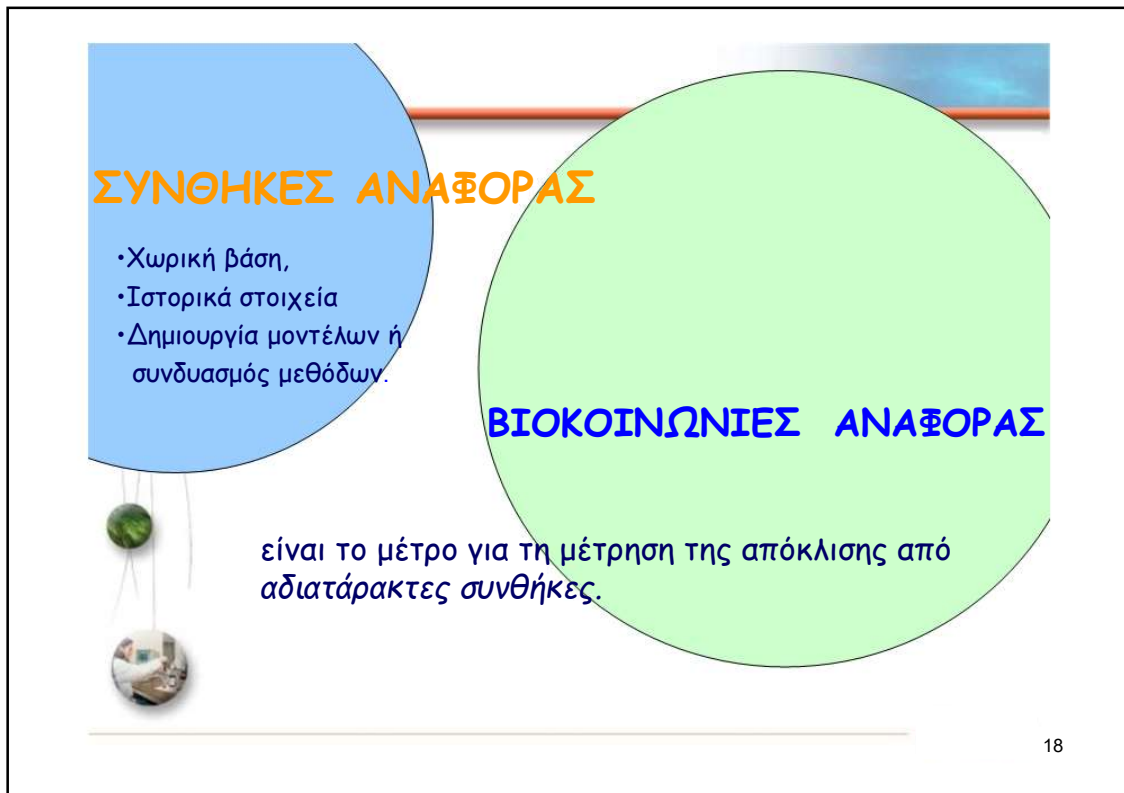 ΣΥΝΘΗΚΕΣ ΑΝΑΦΟΡΑΣ
•Χωρική βάση,
•Ιστορικά στοιχεία
•Δημιουργία μοντέλων ή
συνδυασμός μεθόδων.
ΒΙΟΚΟΙΝΩΝΙΕΣ ΑΝΑΦΟΡΑΣ
είναι το μέτρο για τη μέτρηση της απόκλισης από
αδιατάρακτες συνθήκες.
18